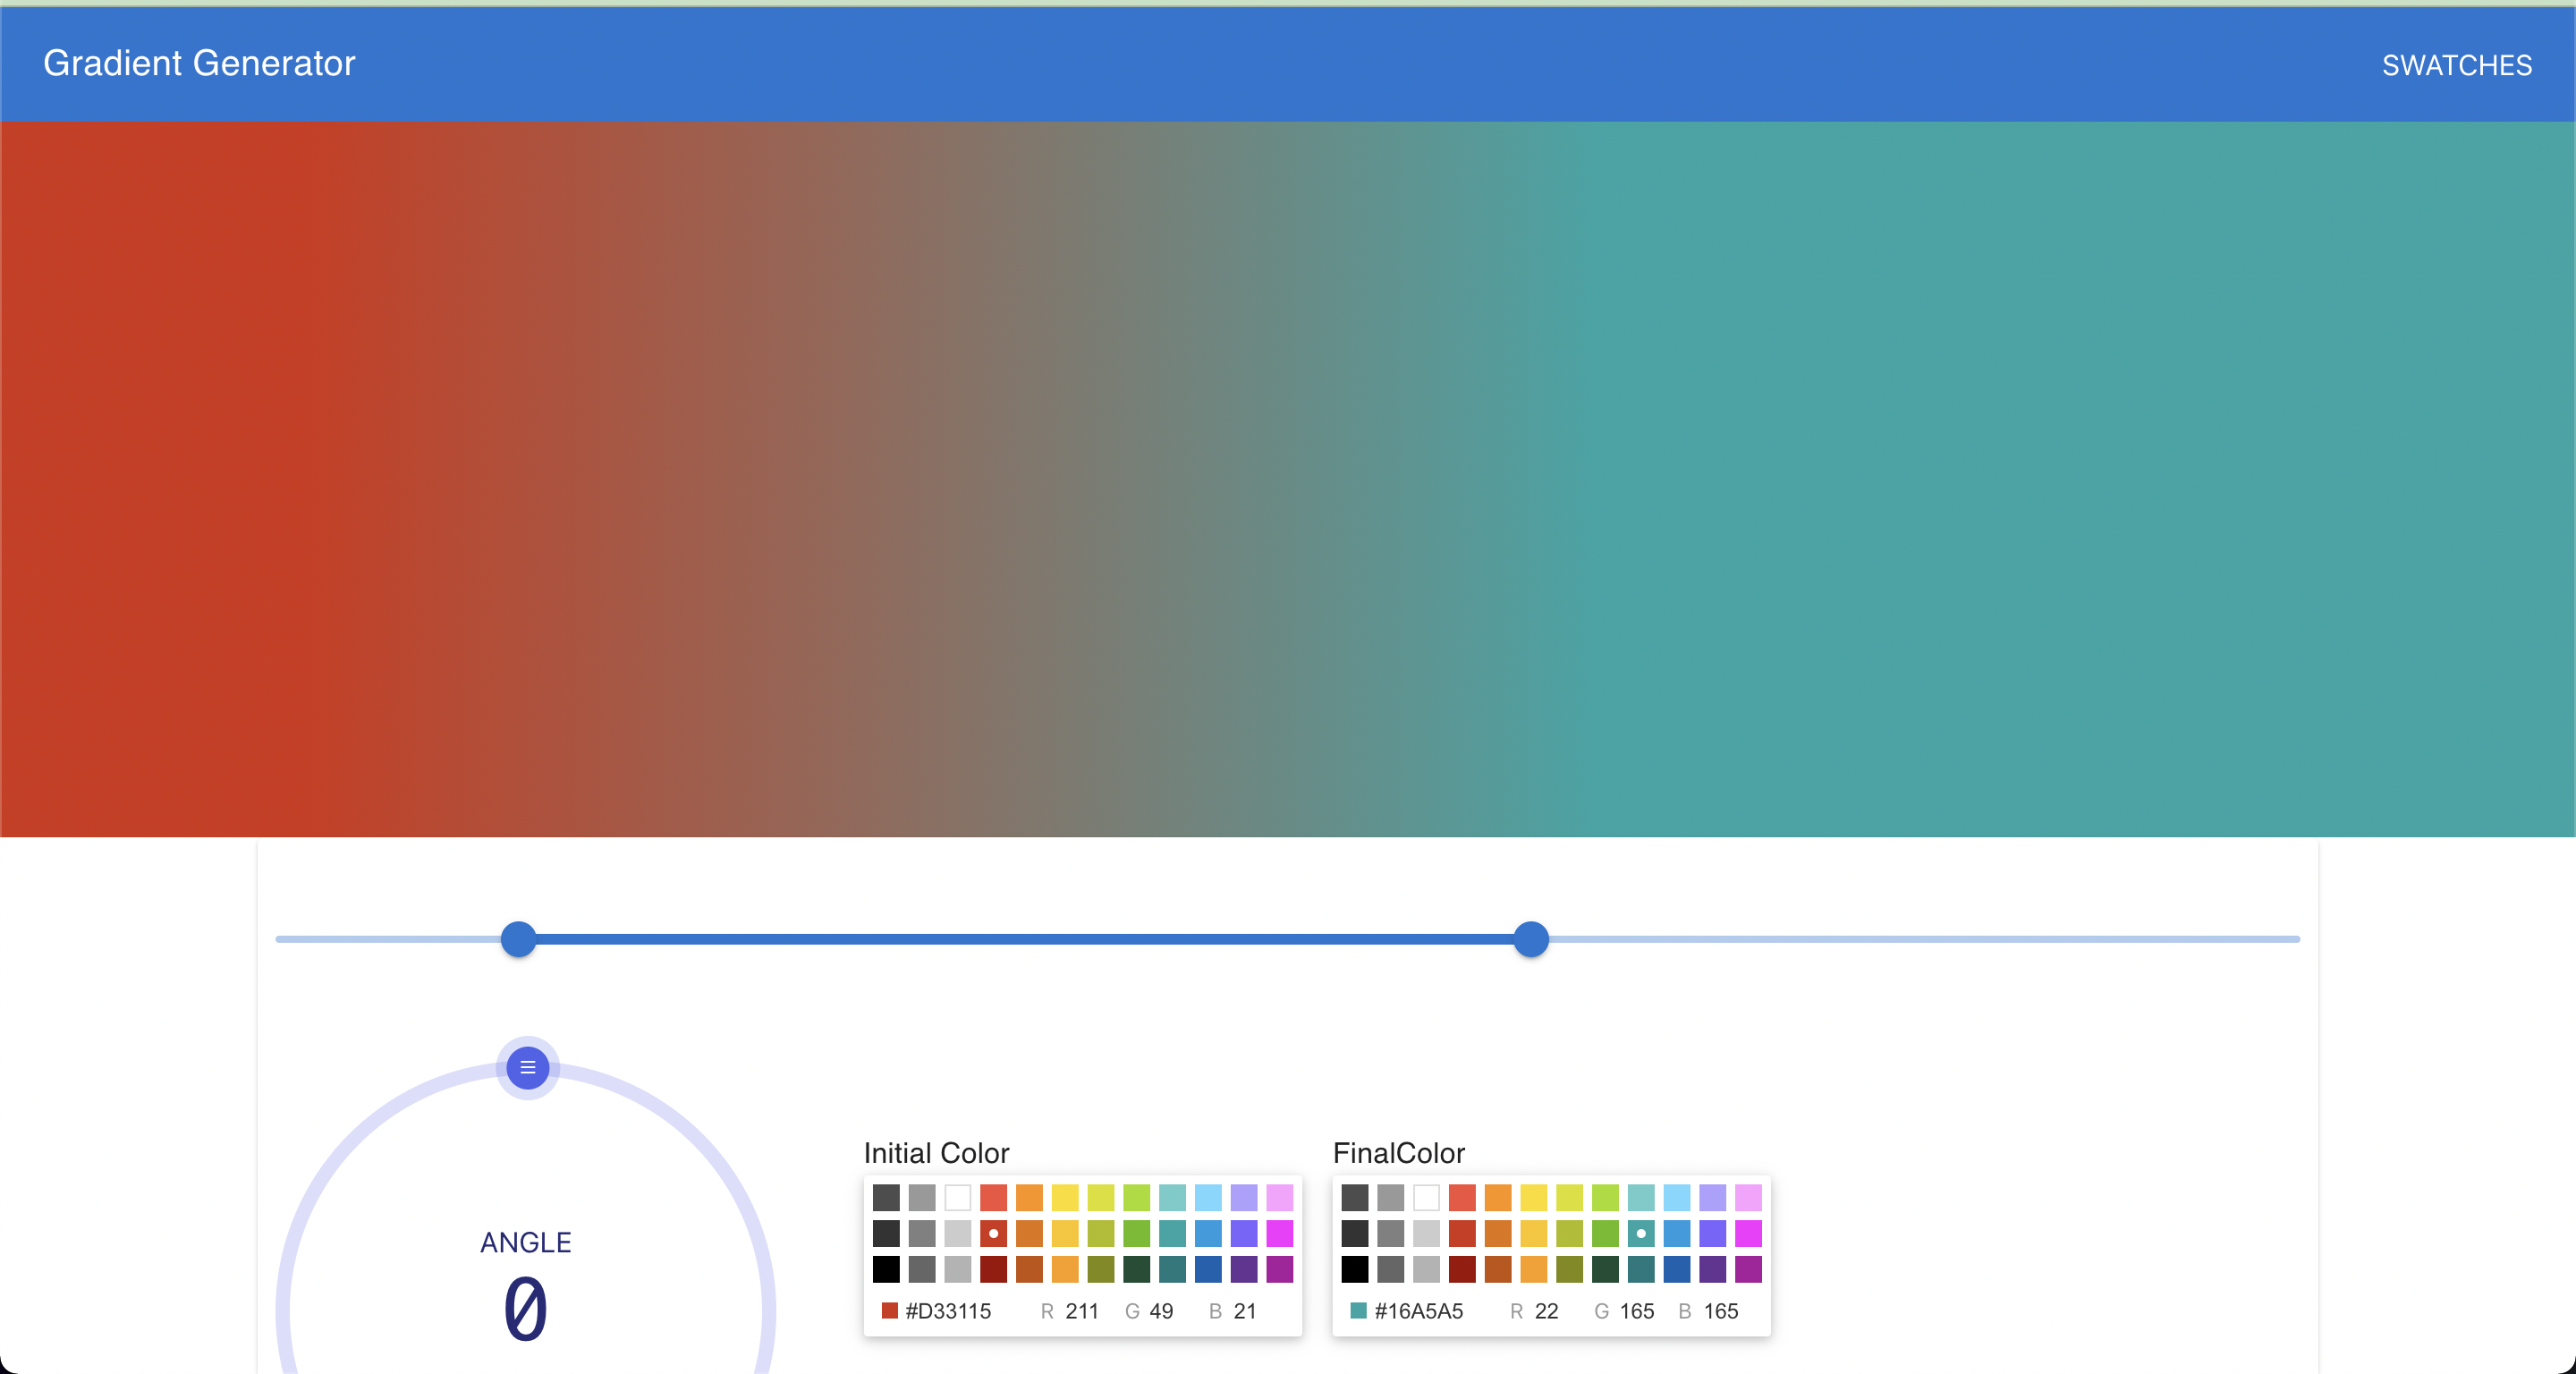 Gradient Generator
SWATCHES
ANGLE
0
Initial Color
#D33115 R 211 G 49 B 21
FinalColor
#16A5A5 R 22 G 165 B 165